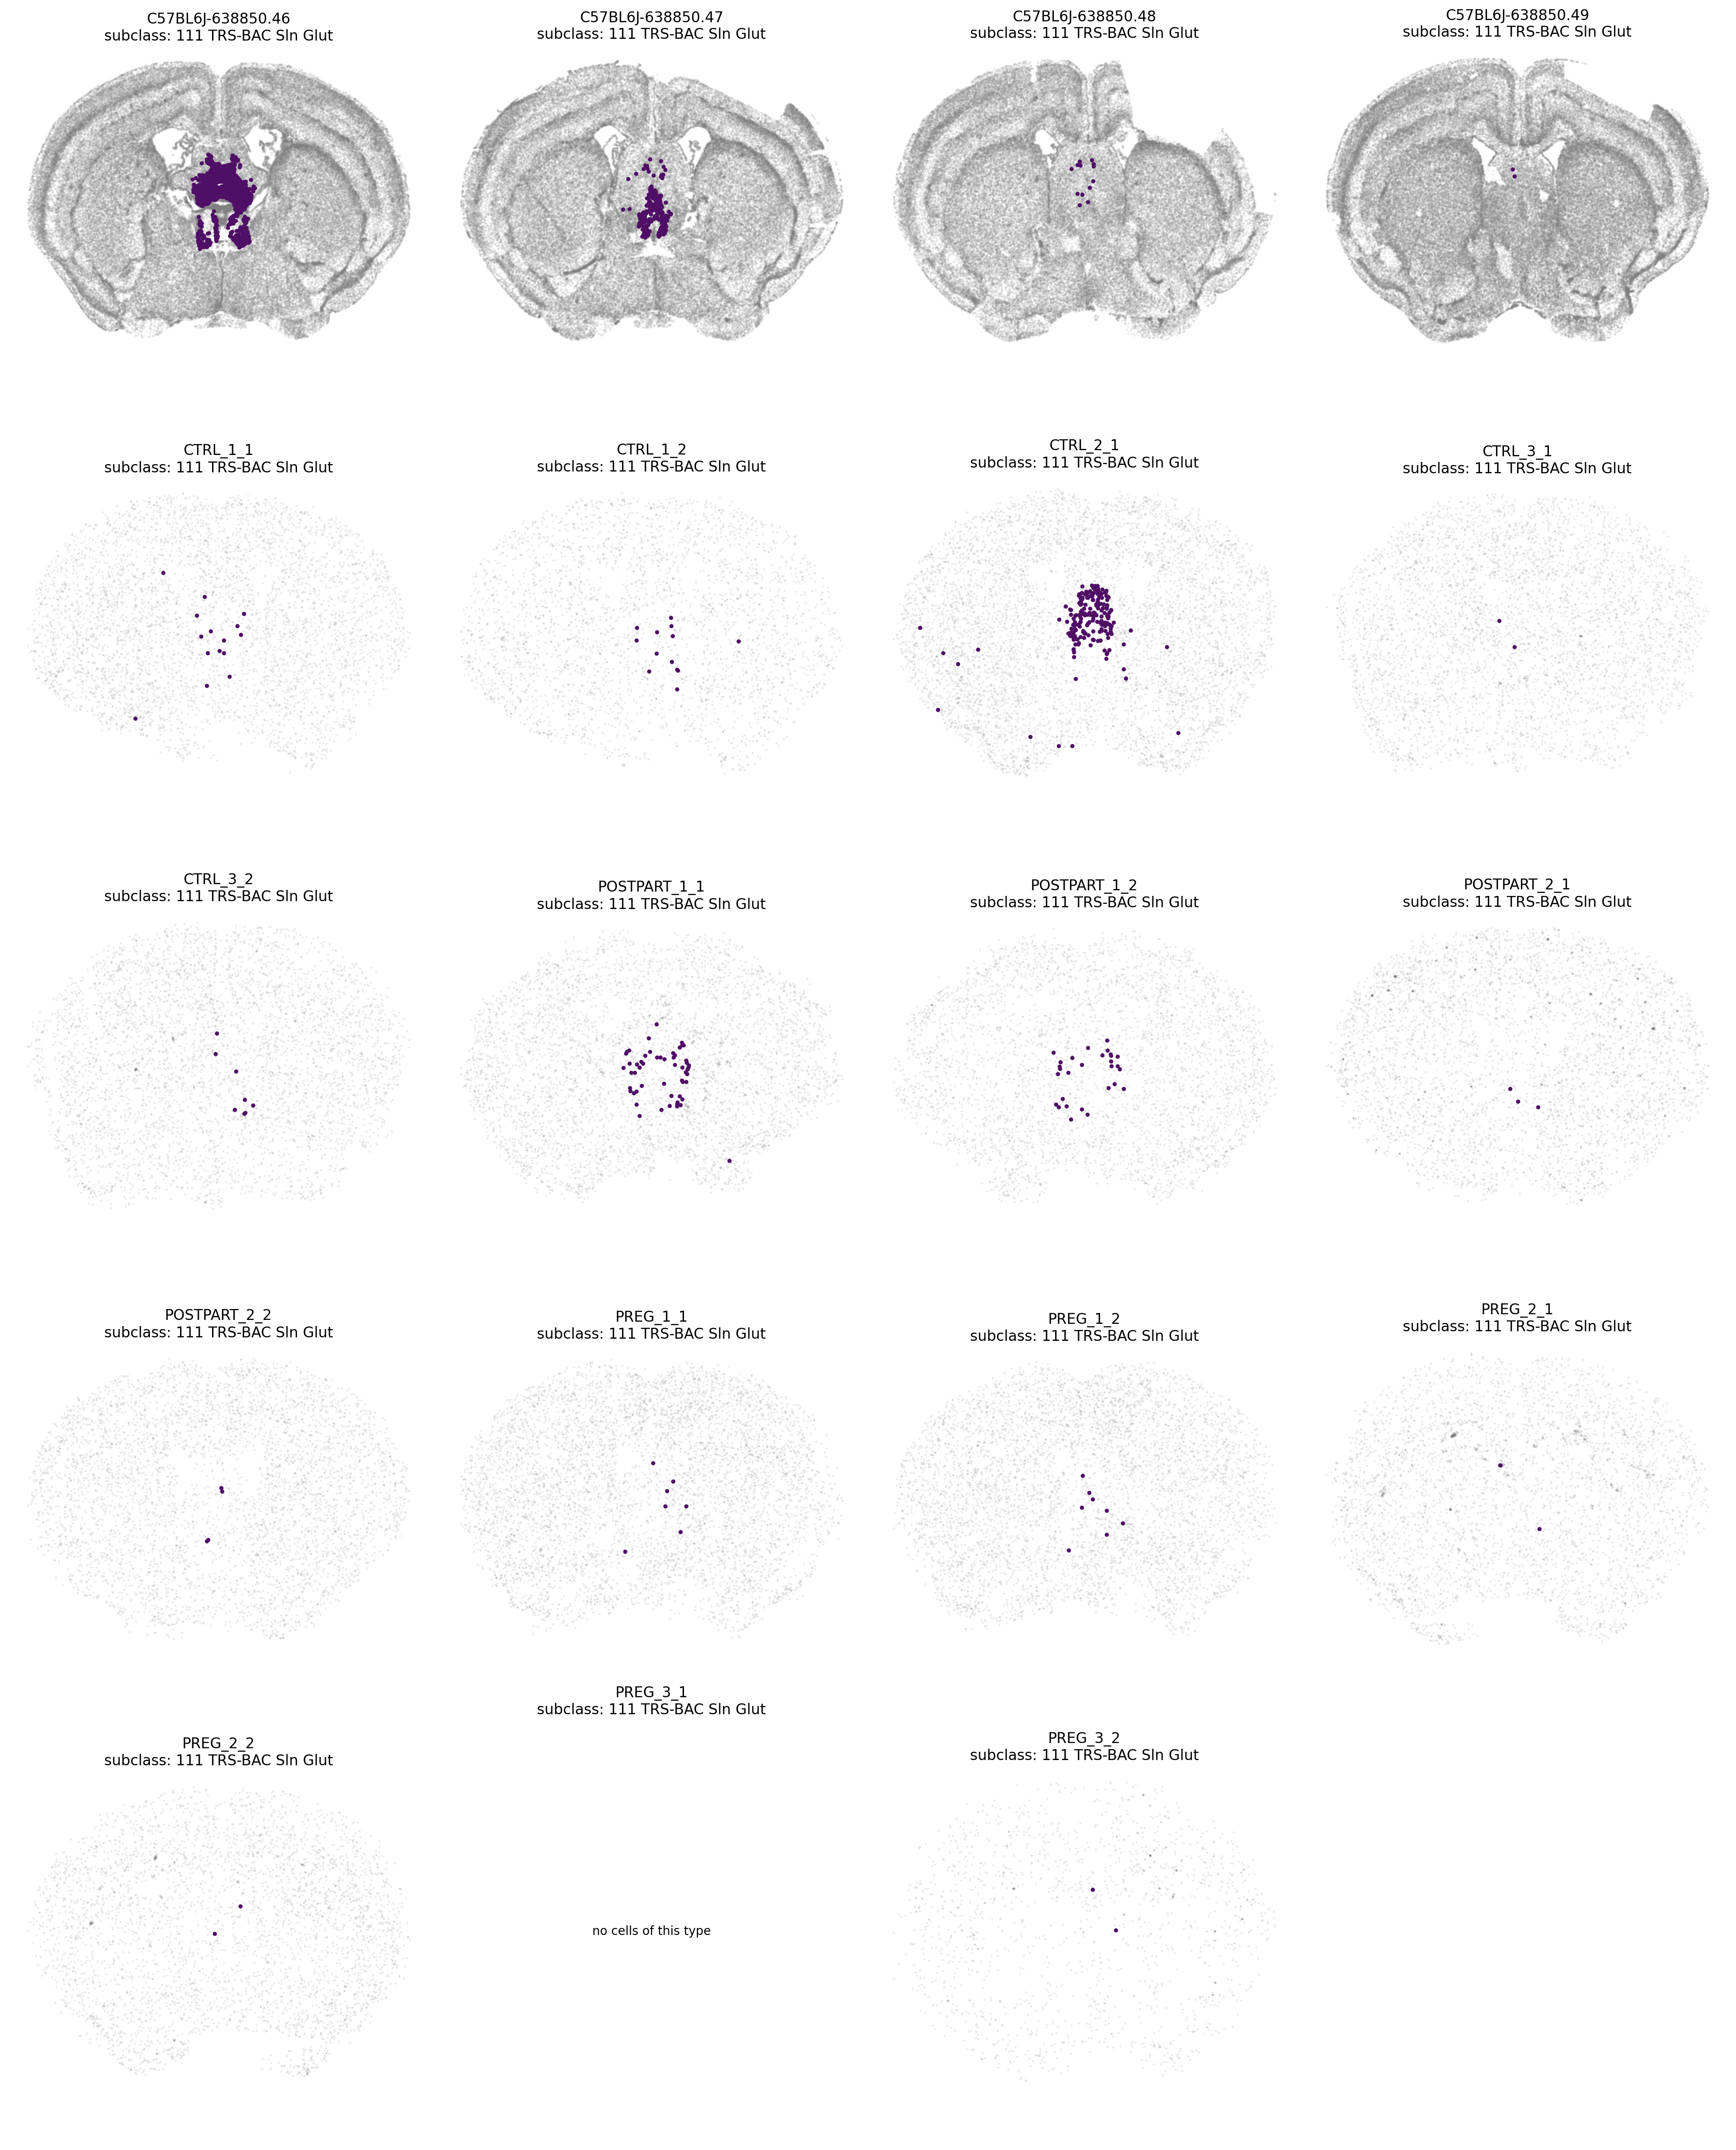 C57BL6J-638850.46
subclass: 111 TRS-BAC Sln Glut
C57BL6J-638850.47
subclass: 111 TRS-BAC Sln Glut
C57BL6J-638850.48
subclass: 111 TRS-BAC Sln Glut
C57BL6J-638850.49
subclass: 111 TRS-BAC Sln Glut
CTRL_1_1
subclass: 111 TRS-BAC Sln Glut
CTRL_1_2
subclass: 111 TRS-BAC Sln Glut
CTRL_2_1
subclass: 111 TRS-BAC Sln Glut
CTRL_3_1
subclass: 111 TRS-BAC Sln Glut
CTRL_3_2
subclass: 111 TRS-BAC Sln Glut
POSTPART_1_1
subclass: 111 TRS-BAC Sln Glut
POSTPART_1_2
subclass: 111 TRS-BAC Sln Glut
POSTPART_2_1
subclass: 111 TRS-BAC Sln Glut
POSTPART_2_2
subclass: 111 TRS-BAC Sln Glut
PREG_1_1
subclass: 111 TRS-BAC Sln Glut
PREG_1_2
subclass: 111 TRS-BAC Sln Glut
PREG_2_1
subclass: 111 TRS-BAC Sln Glut
PREG_2_2
subclass: 111 TRS-BAC Sln Glut
PREG_3_1
subclass: 111 TRS-BAC Sln Glut
no cells of this type
PREG_3_2
subclass: 111 TRS-BAC Sln Glut